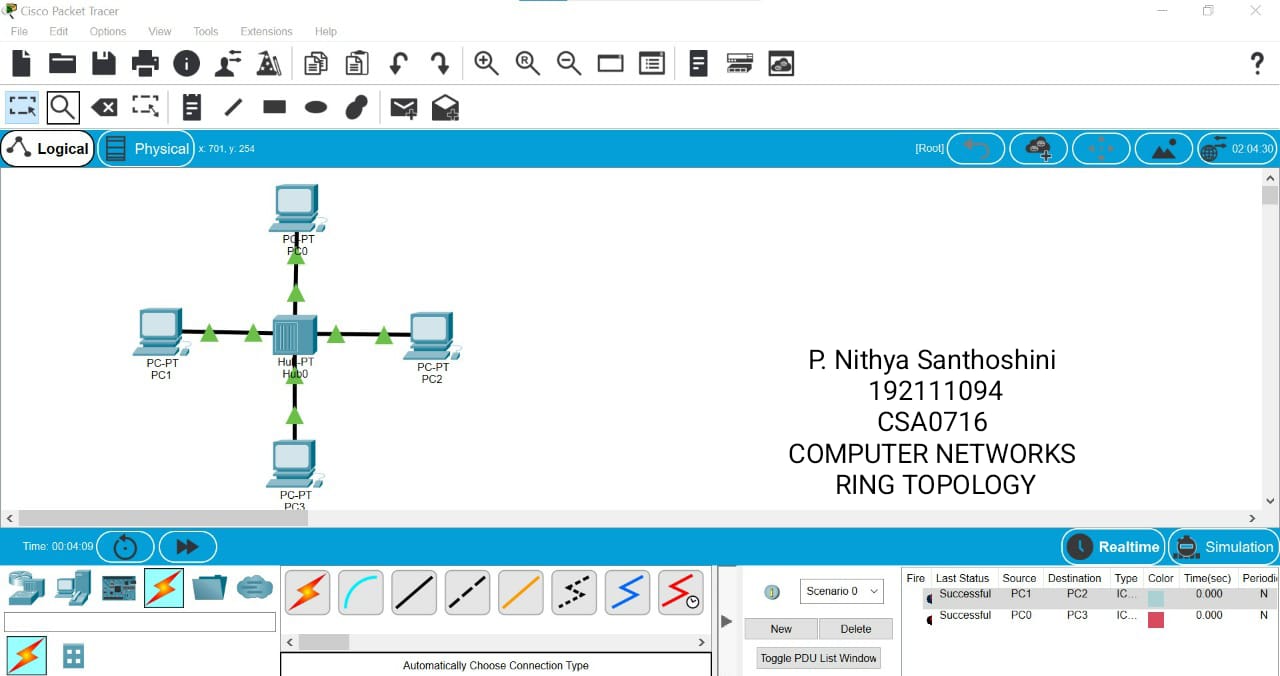 Cisco Packet Tracer
File Edit Options View Tools Extensions Help
Logical Physical x: 701, y: 254 [Root] 02:04:30
PC-PT
PC0
PC-PT
PC1
Hub-PT
Hub0
PC-PT
PC2
PC-PT
PC3
P. Nithya Santhoshini
192111094
CSA0716
COMPUTER NETWORKS
RING TOPOLOGY
Time: 00:04:09 Realtime Simulation
Scenario 0
New Delete
Toggle PDU List Window
Automatically Choose Connection Type
Fire Last Status Source Destination Type Color Time(sec) Periodi
Successful PC1 PC2 IC... 0.000 N
Successful PC0 PC3 IC... 0.000 N